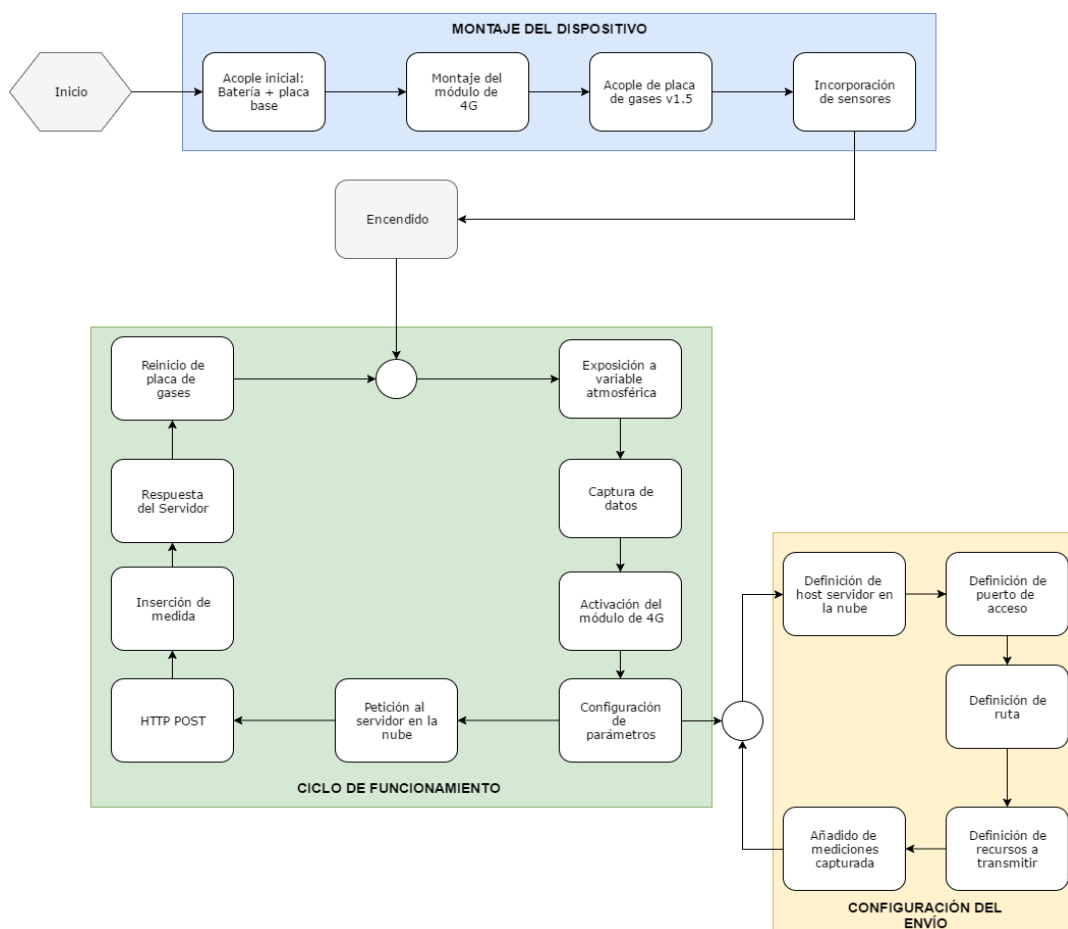 MONTAJE DEL DISPOSITIVO
Inicio
Acople inicial:
Batería + placa
base
Montaje del
módulo de
4G
Acople de placa
de gases v1.5
Incorporación
de sensores
Encendido
Reinicio de
placa de
gases
Exposición a
variable
atmosférica
Respuesta
del Servidor
Captura de
datos
Inserción de
medida
Activación del
módulo de 4G
HTTP POST
Petición al
servidor en la
nube
Configuración
de
parámetros
CICLO DE FUNCIONAMIENTO
Definición de
host servidor en
la nube
Definición de
puerto de
acceso
Definición de
ruta
Añadido de
mediciones
capturada
Definición de
recursos a
transmitir
CONFIGURACIÓN DEL
ENVÍO